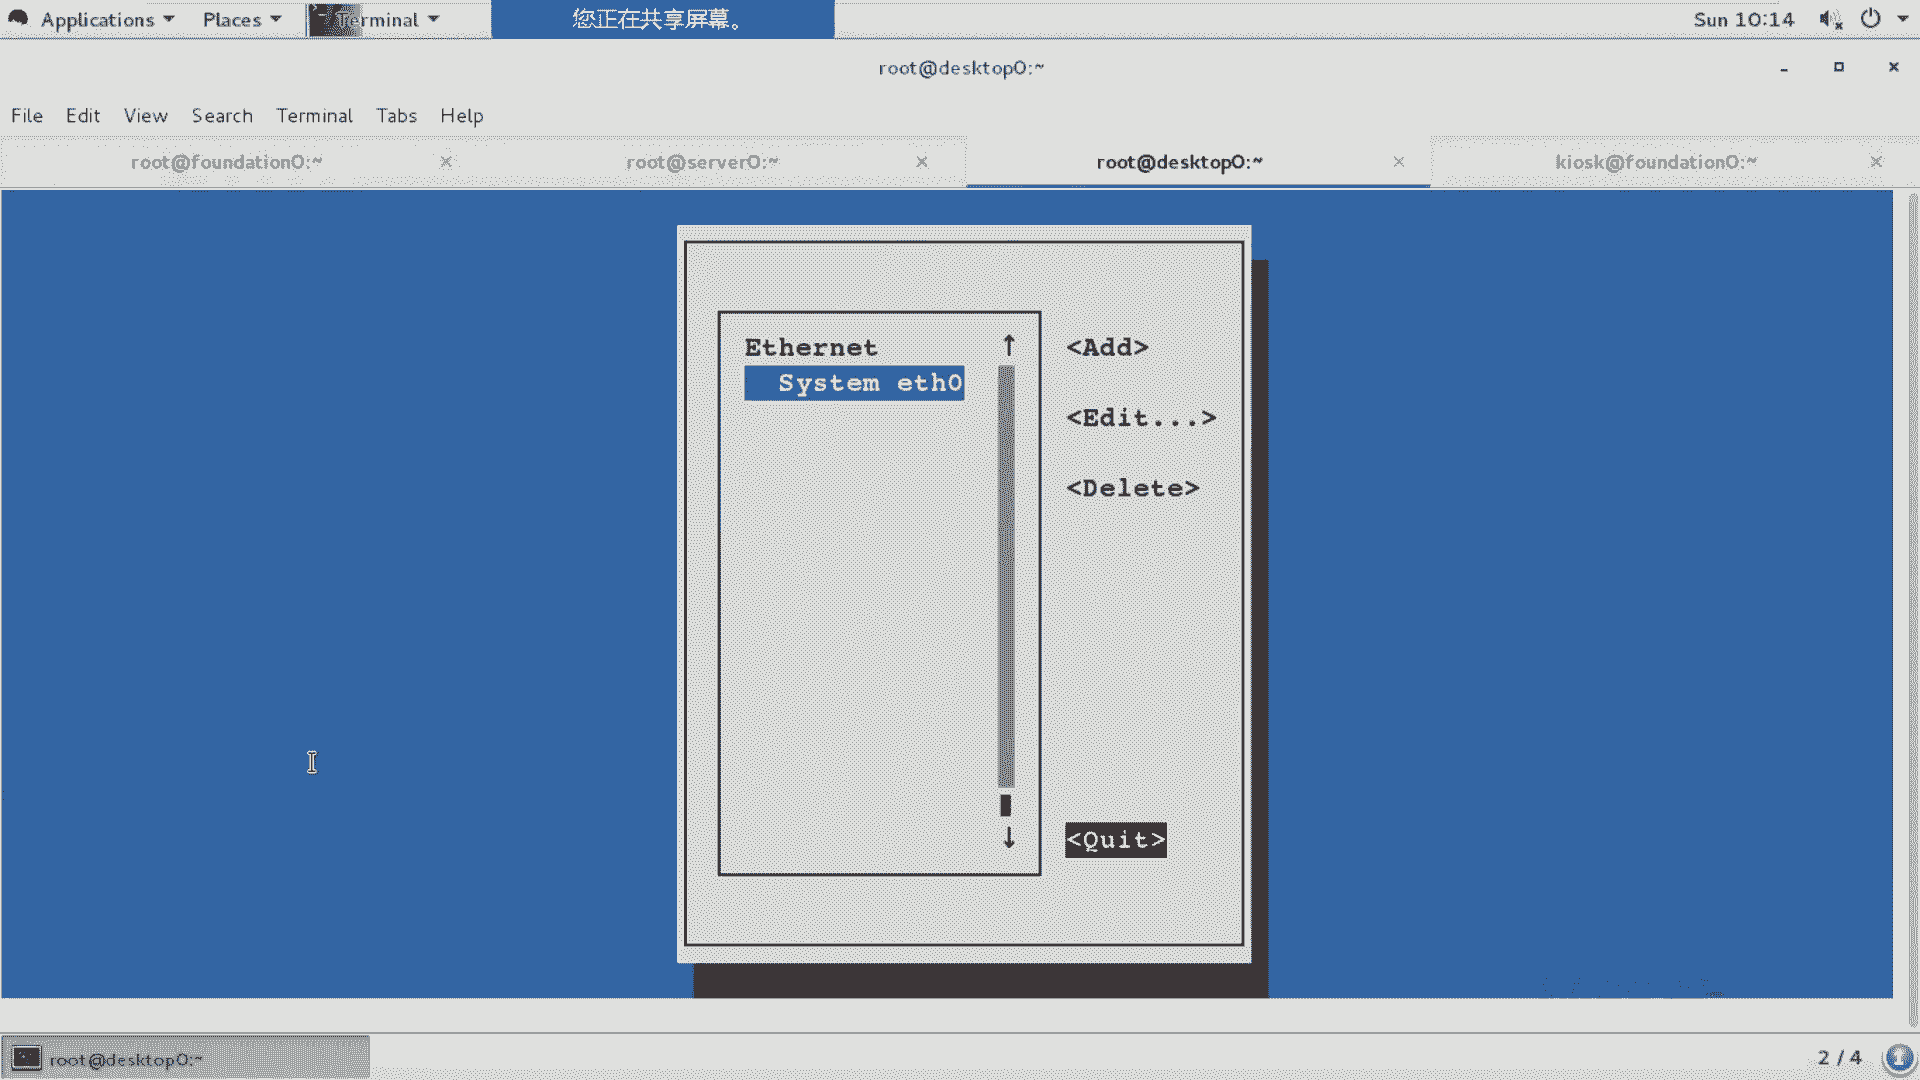 Applications Places Terminal 您正在共享屏幕。 Sun 10:14
root@desktop0:~
File Edit View Search Terminal Tabs Help
root@foundation0:~ root@server0:~ root@desktop0:~ kiosk@foundation0:~
Ethernet ↑ <Add>
System eth0
<Edit...>
<Delete>
↓ <Quit>
root@desktop0:~ 2 / 4